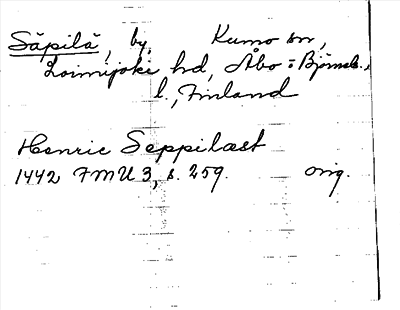 Säpilä, by, Kumo sn,
Loimijoki hd, Åbo = Björneb.,
l., Finland
Henric Seppilæst
1442 FMU 3, s. 259. orig.